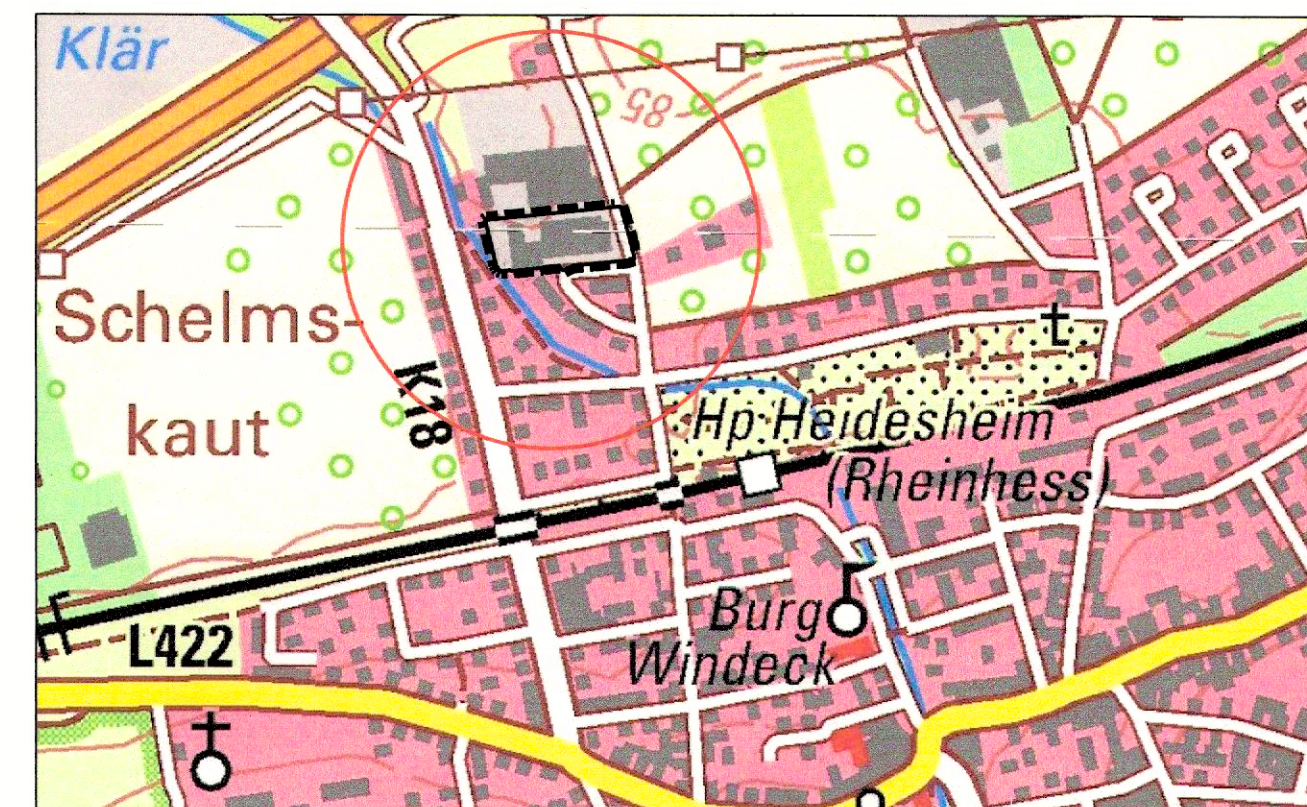 Klär
85
Schelms-
kaut
K18
Hp Heidesheim
(Rheinhess)
L422
Burg
Windeck